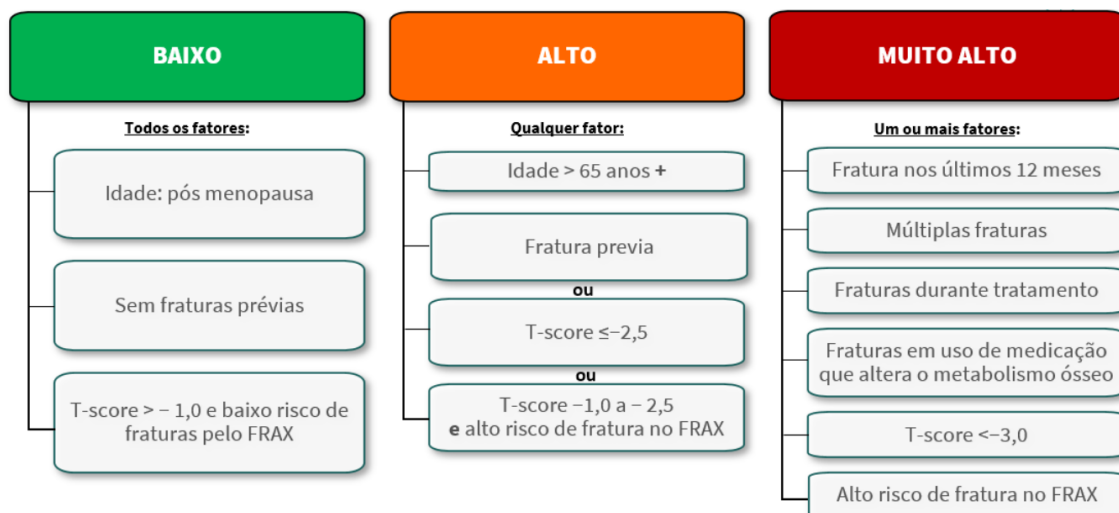 BAIXO
Todos os fatores:
Idade: pós menopausa
Sem fraturas prévias
T-score > − 1,0 e baixo risco de
fraturas pelo FRAX
ALTO
Qualquer fator:
Idade > 65 anos +
Fratura previa
ou
T-score ≤−2,5
ou
T-score −1,0 a − 2,5
e alto risco de fratura no FRAX
MUITO ALTO
Um ou mais fatores:
Fratura nos últimos 12 meses
Múltiplas fraturas
Fraturas durante tratamento
Fraturas em uso de medicação
que altera o metabolismo ósseo
T-score <−3,0
Alto risco de fratura no FRAX